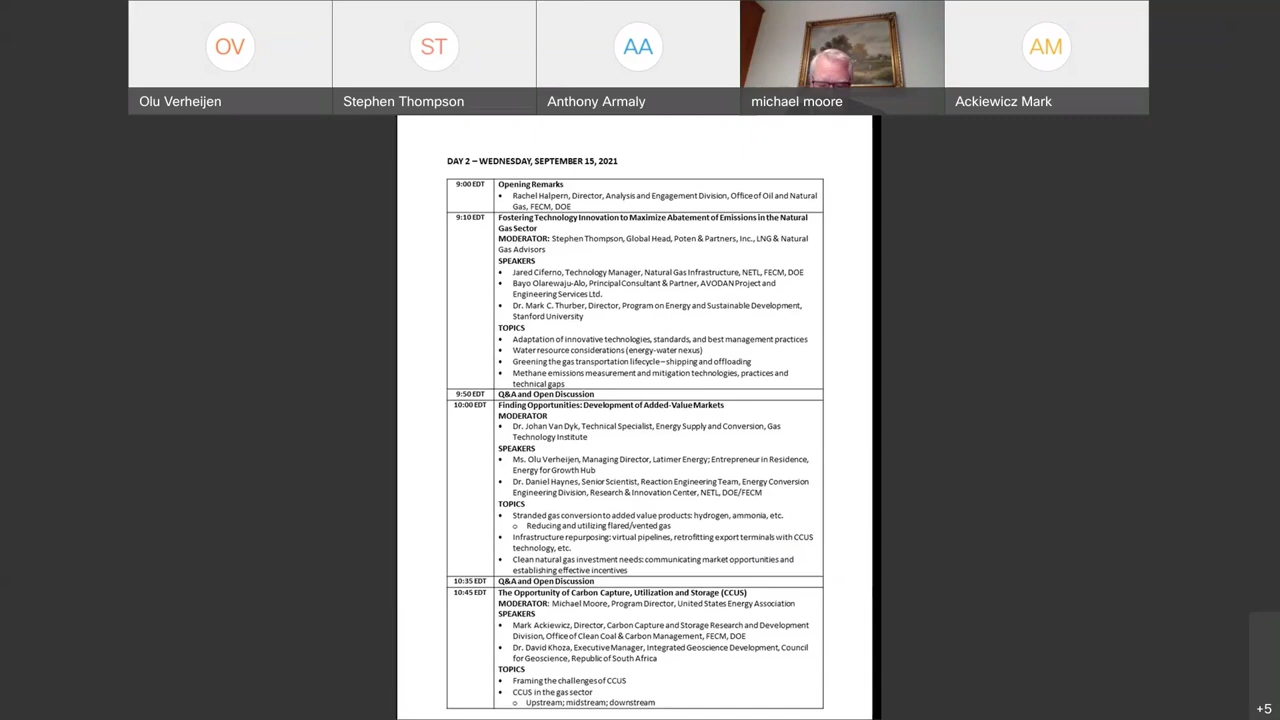 OV
ST
AA
AM
Olu Verheijen
Stephen Thompson
Anthony Armaly
michael moore
Ackiewicz Mark
DAY 2 – WEDNESDAY, SEPTEMBER 15, 2021
9:00 EDT
Opening Remarks
• Rachel Halpern, Director, Analysis and Engagement Division, Office of Oil and Natural
Gas, FECM, DOE
9:10 EDT
Fostering Technology Innovation to Maximize Abatement of Emissions in the Natural
Gas Sector
MODERATOR: Stephen Thompson, Global Head, Poten & Partners, Inc., LNG & Natural
Gas Advisors
SPEAKERS
• Jared Ciferno, Technology Manager, Natural Gas Infrastructure, NETL, FECM, DOE
• Bayo Olarewaju-Alo, Principal Consultant & Partner, AVODAN Project and
Engineering Services Ltd.
• Dr. Mark C. Thurber, Director, Program on Energy and Sustainable Development,
Stanford University
TOPICS
• Adaptation of innovative technologies, standards, and best management practices
• Water resource considerations (energy-water nexus)
• Greening the gas transportation lifecycle – shipping and offloading
• Methane emissions measurement and mitigation technologies, practices and
technical gaps
9:50 EDT
Q&A and Open Discussion
10:00 EDT
Finding Opportunities: Development of Added-Value Markets
MODERATOR
• Dr. Johan Van Dyk, Technical Specialist, Energy Supply and Conversion, Gas
Technology Institute
SPEAKERS
• Ms. Olu Verheijen, Managing Director, Latimer Energy; Entrepreneur in Residence,
Energy for Growth Hub
• Dr. Daniel Haynes, Senior Scientist, Reaction Engineering Team, Energy Conversion
Engineering Division, Research & Innovation Center, NETL, DOE/FECM
TOPICS
• Stranded gas conversion to added value products: hydrogen, ammonia, etc.
o Reducing and utilizing flared/vented gas
• Infrastructure repurposing: virtual pipelines, retrofitting export terminals with CCUS
technology, etc.
• Clean natural gas investment needs: communicating market opportunities and
establishing effective incentives
10:35 EDT
Q&A and Open Discussion
10:45 EDT
The Opportunity of Carbon Capture, Utilization and Storage (CCUS)
MODERATOR: Michael Moore, Program Director, United States Energy Association
SPEAKERS
• Mark Ackiewicz, Director, Carbon Capture and Storage Research and Development
Division, Office of Clean Coal & Carbon Management, FECM, DOE
• Dr. David Khoza, Executive Manager, Integrated Geoscience Development, Council
for Geoscience, Republic of South Africa
TOPICS
• Framing the challenges of CCUS
• CCUS in the gas sector
o Upstream; midstream; downstream
+5